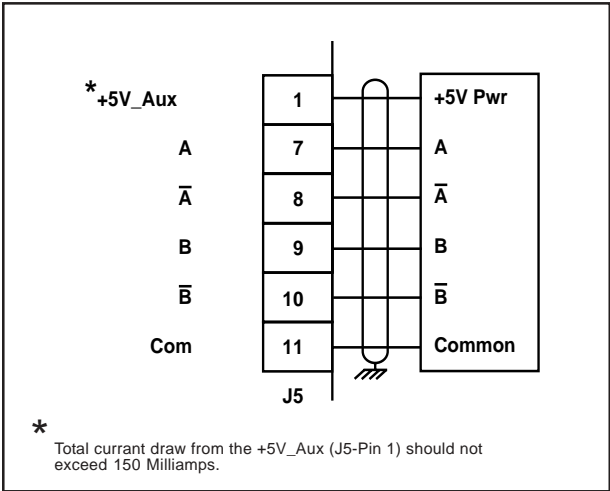 *+5V_Aux 1 +5V Pwr
A 7 A
A̅ 8 A̅
B 9 B
B̅ 10 B̅
Com 11 Common
J5
*
Total currant draw from the +5V_Aux (J5-Pin 1) should not
exceed 150 Milliamps.